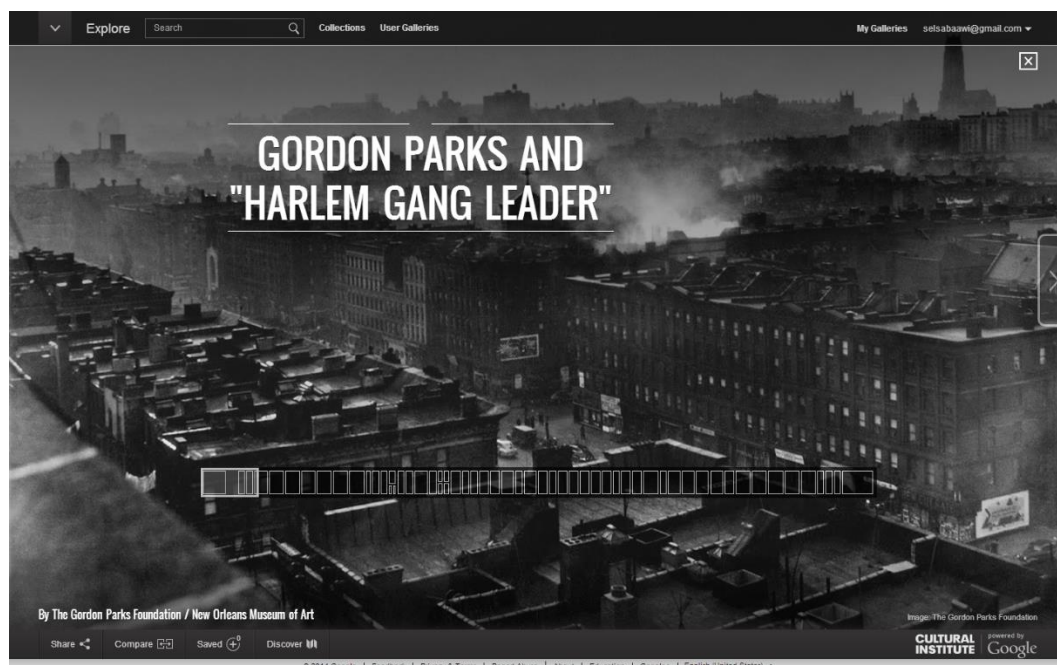 Explore Search Collections User Galleries My Galleries selsabaawi@gmail.com
GORDON PARKS AND
"HARLEM GANG LEADER"
By The Gordon Parks Foundation / New Orleans Museum of Art
Image: The Gordon Parks Foundation
Share Compare Saved 0 Discover
CULTURAL
INSTITUTE
powered by
Google